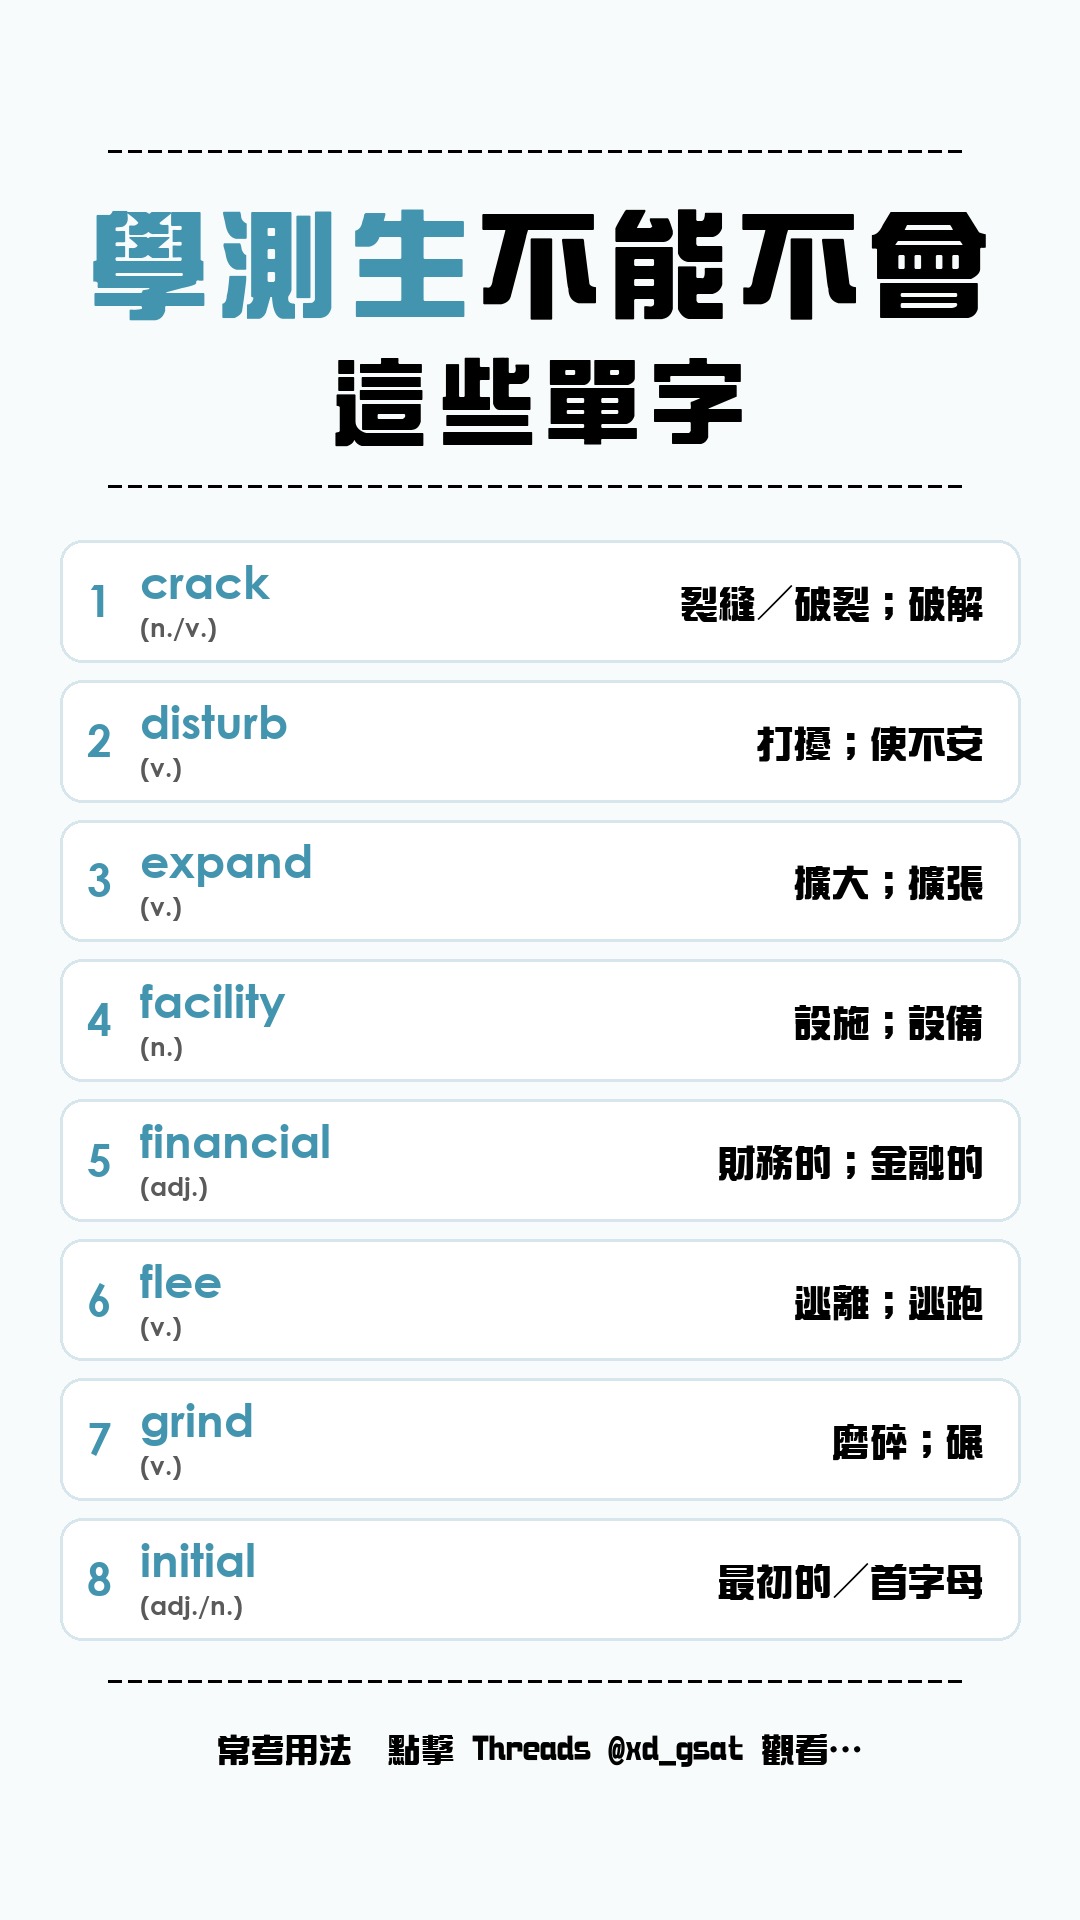 學測生不能不會
這些單字
1 crack 裂縫／破裂；破解
(n./v.)
2 disturb 打擾；使不安
(v.)
3 expand 擴大；擴張
(v.)
4 facility 設施；設備
(n.)
5 financial 財務的；金融的
(adj.)
6 flee 逃離；逃跑
(v.)
7 grind 磨碎；碾
(v.)
8 initial 最初的／首字母
(adj./n.)
常考用法　點擊 Threads @xd_gsat 觀看…